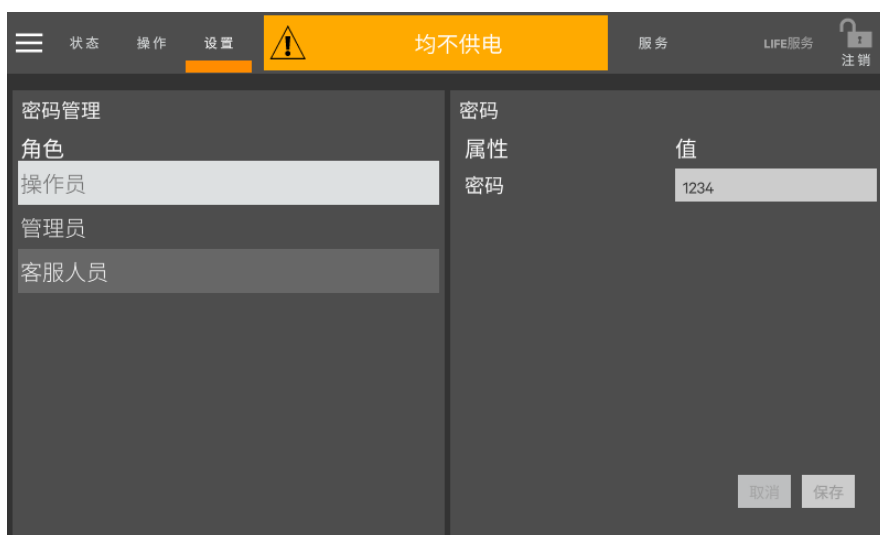 状态 操作 设置 均不供电 服务 LIFE服务 注销
密码管理
角色
操作员
管理员
客服人员
密码
属性 值
密码 1234
取消 保存